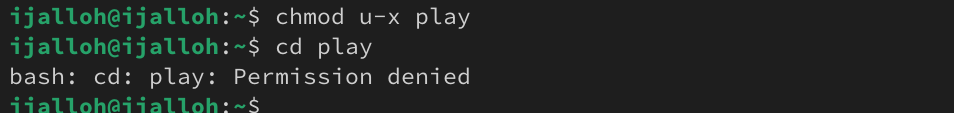 ijalloh@ijalloh:~$ chmod u-x play
ijalloh@ijalloh:~$ cd play
bash: cd: play: Permission denied
ijalloh@ijalloh:~$